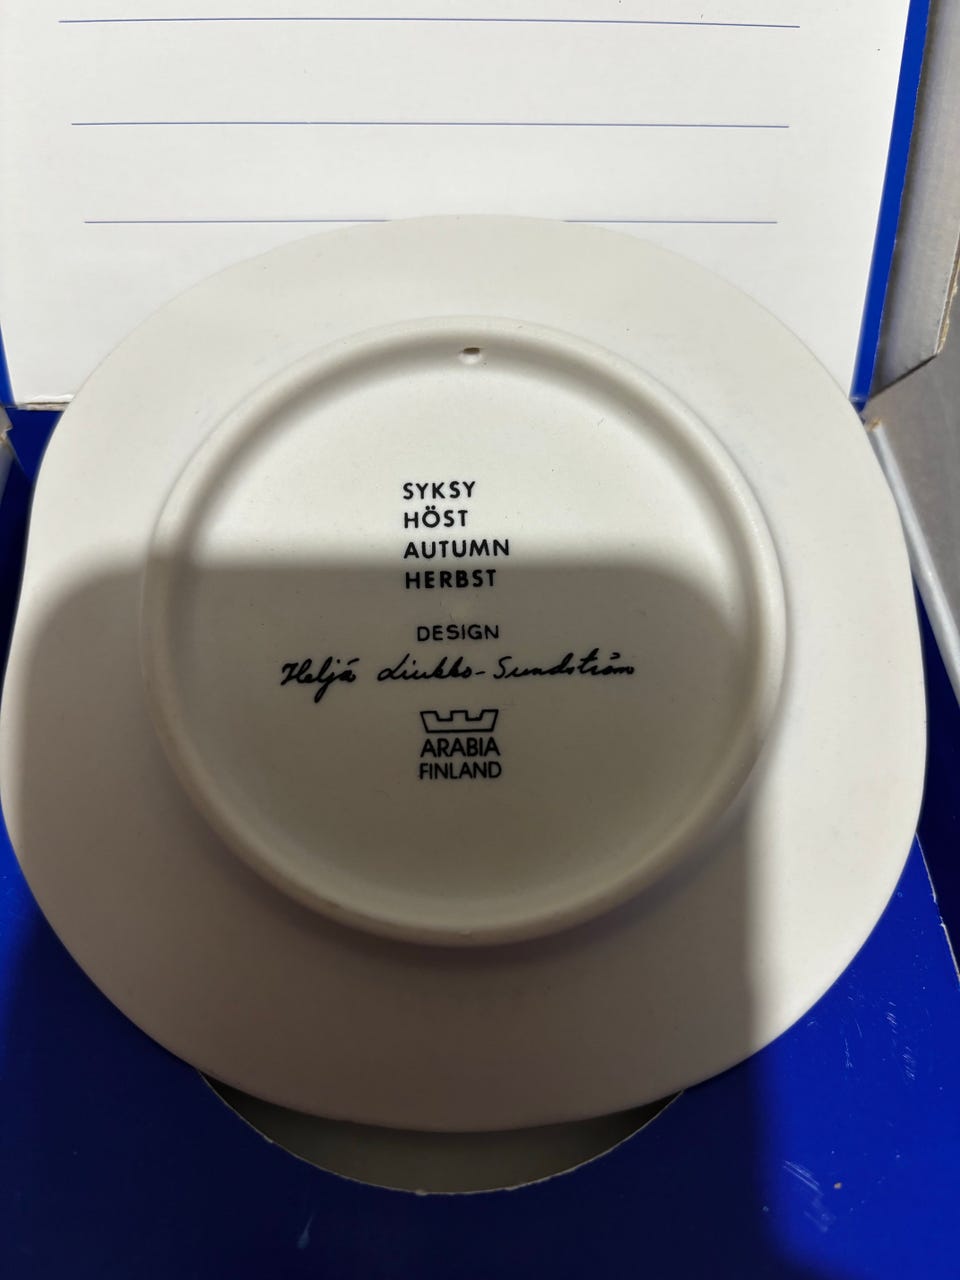 SYKSY
HÖST
AUTUMN
HERBST
DESIGN
Heljä Liukko-Sundström
ARABIA
FINLAND